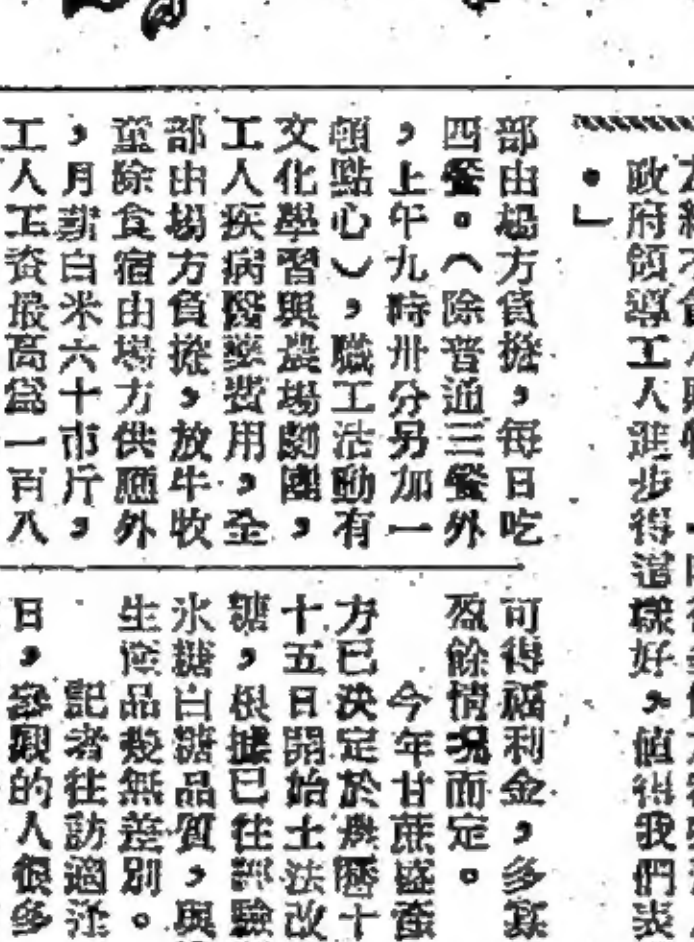 政府領導工人進步得這樣好，值得我們表
。」
部由場方負擔，每日吃
四餐。（除普通三餐外
，上午九時卅分另加一
頓點心），職工活動有
文化學習與農場劇團，
工人疾病醫藥費用，全
部由場方負擔，放牛牧
童除食宿由場方供應外
，月薪白米六十市斤，
工人工資最高爲一百八
可得福利金，多寡
盈餘情況而定。
今年甘蔗盛產
方已決定於農曆十
十五日開始土法改
糖，根據已往經驗
冰糖白糖品質，與
生產品幾無差別。
記者往訪適注
日，參觀的人很多